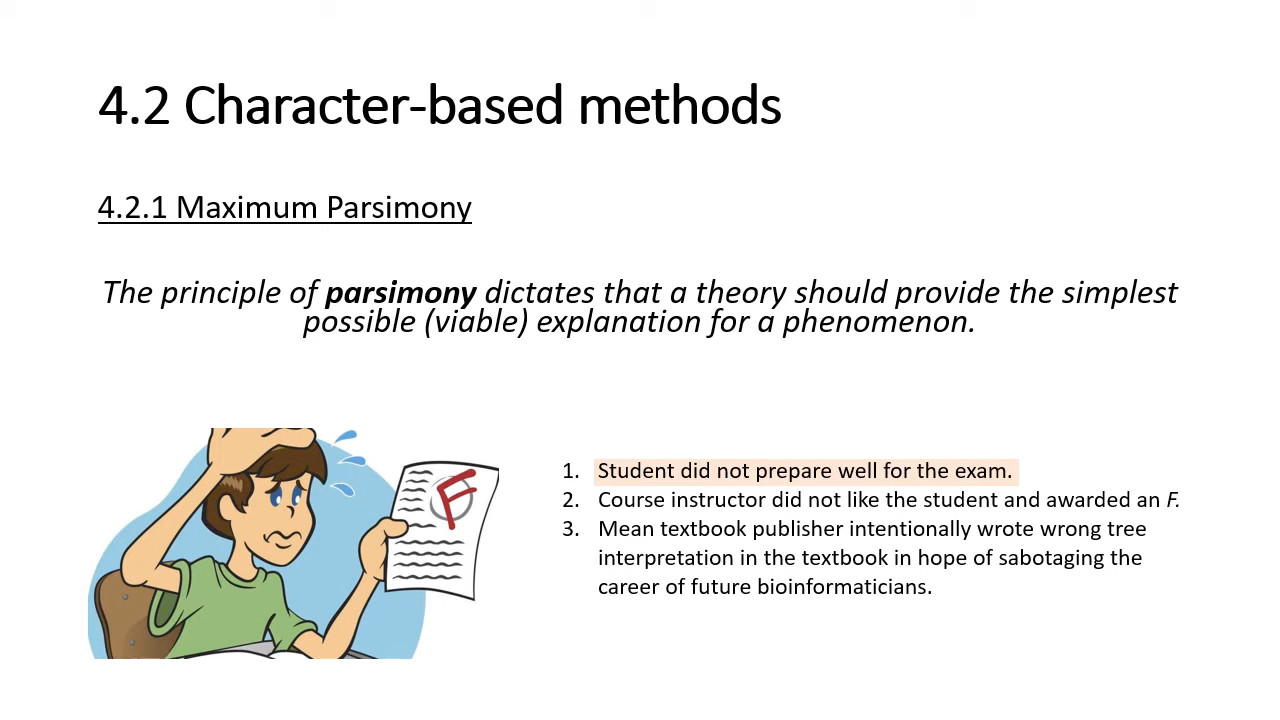 4.2 Character-based methods
4.2.1 Maximum Parsimony
The principle of parsimony dictates that a theory should provide the simplest
possible (viable) explanation for a phenomenon.
F
1. Student did not prepare well for the exam.
2. Course instructor did not like the student and awarded an F.
3. Mean textbook publisher intentionally wrote wrong tree
interpretation in the textbook in hope of sabotaging the
career of future bioinformaticians.